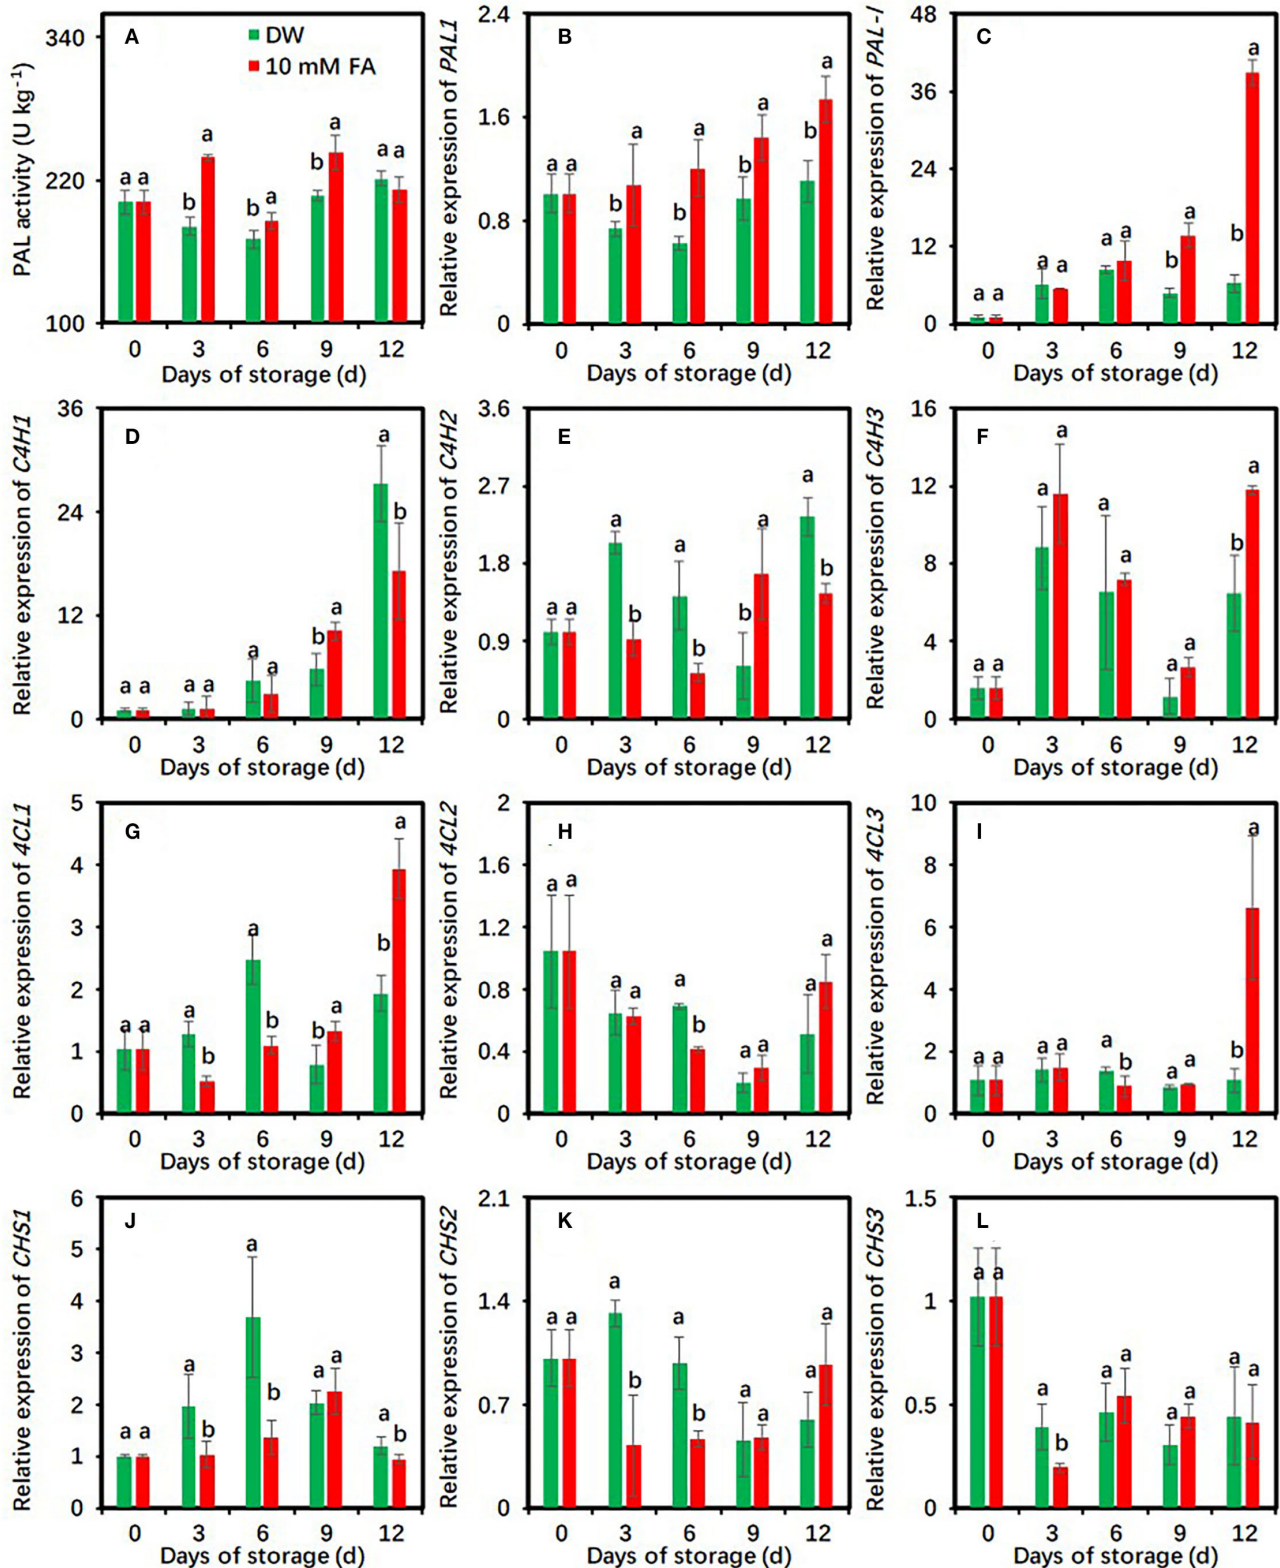 A
DW
10 mM FA
PAL activity (U kg-1)
340
220
100
a a b a b a b a a a
0 3 6 9 12
Days of storage (d)
B
Relative expression of PAL1
2.4
1.6
0.8
0
a a b a b a b a b a
0 3 6 9 12
Days of storage (d)
C
Relative expression of PAL-I
48
36
24
12
0
a a a a a a b a b a
0 3 6 9 12
Days of storage (d)
D
Relative expression of C4H1
36
24
12
0
a a a a a a b a a b
0 3 6 9 12
Days of storage (d)
E
Relative expression of C4H2
3.6
2.7
1.8
0.9
0
a a a b a b b a a b
0 3 6 9 12
Days of storage (d)
F
Relative expression of C4H3
16
12
8
4
0
a a a a a a a a b a
0 3 6 9 12
Days of storage (d)
G
Relative expression of 4CL1
5
4
3
2
1
0
a a a b a b b a b a
0 3 6 9 12
Days of storage (d)
H
Relative expression of 4CL2
2
1.6
1.2
0.8
0.4
0
a a a a a b a a a a
0 3 6 9 12
Days of storage (d)
I
Relative expression of 4CL3
10
8
6
4
2
0
a a a a a b a a b a
0 3 6 9 12
Days of storage (d)
J
Relative expression of CHS1
6
5
4
3
2
1
0
a a a b a b a a a b
0 3 6 9 12
Days of storage (d)
K
Relative expression of CHS2
2.1
1.4
0.7
0
a a a b a b a a a a
0 3 6 9 12
Days of storage (d)
L
Relative expression of CHS3
1.5
1
0.5
0
a a a b a a a a a a
0 3 6 9 12
Days of storage (d)